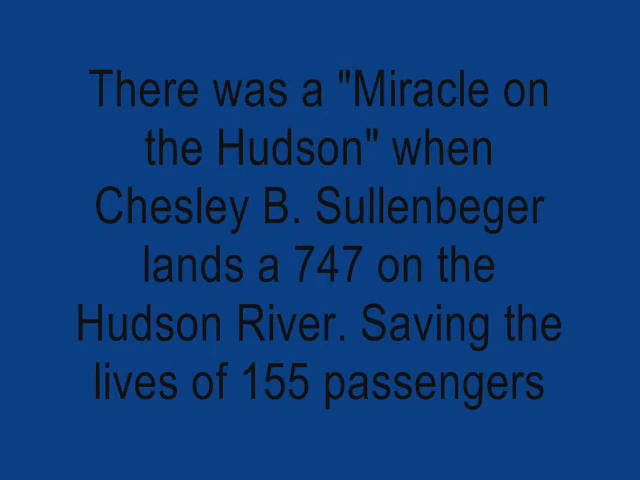 There was a "Miracle on
the Hudson" when
Chesley B. Sullenbeger
lands a 747 on the
Hudson River. Saving the
lives of 155 passengers